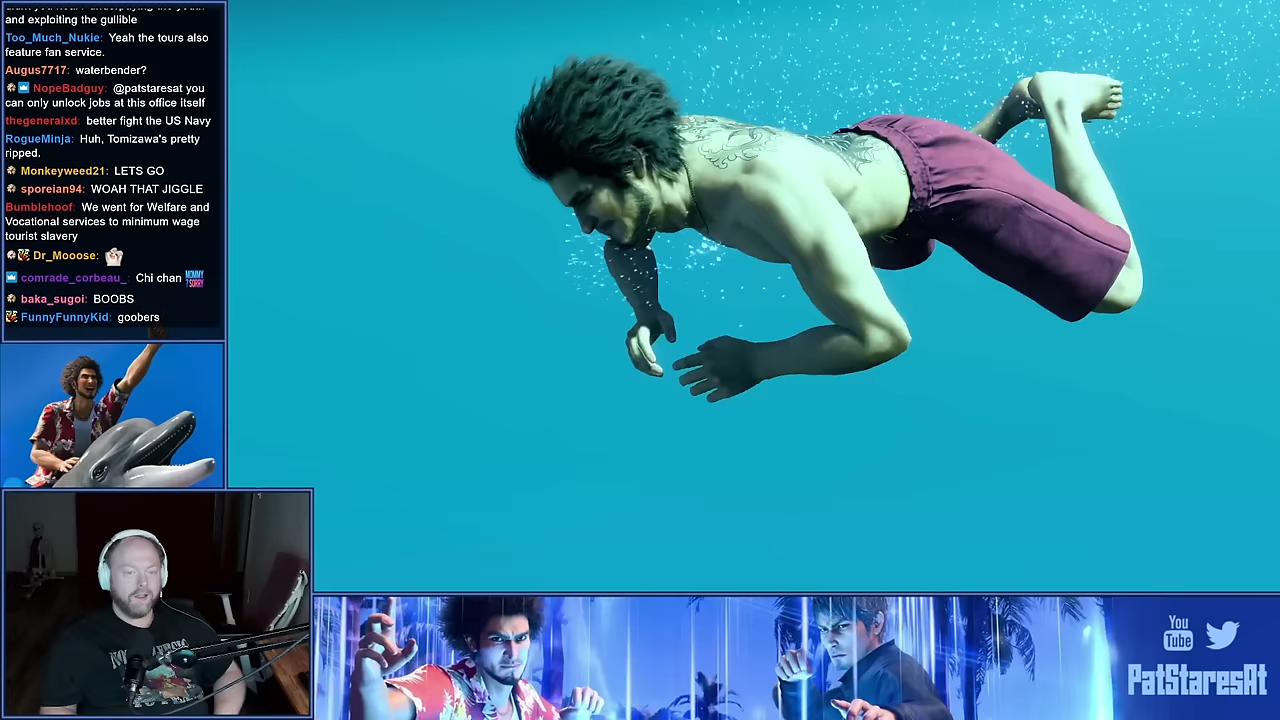 and exploiting the gullible
Too_Much_Nukie: Yeah the tours also
feature fan service.
Augus7717: waterbender?
NopeBadguy: @patstaresat you
can only unlock jobs at this office itself
thegeneralxd: better fight the US Navy
RogueMinja: Huh, Tomizawa's pretty
ripped.
Monkeyweed21: LETS GO
sporeian94: WOAH THAT JIGGLE
Bumblehoof: We went for Welfare and
Vocational services to minimum wage
tourist slavery
Dr_Mooose:
comrade_corbeau_: Chi chan MOMMY
? SORRY
baka_sugoi: BOOBS
FunnyFunnyKid: goobers
You
Tube
PatStaresAt